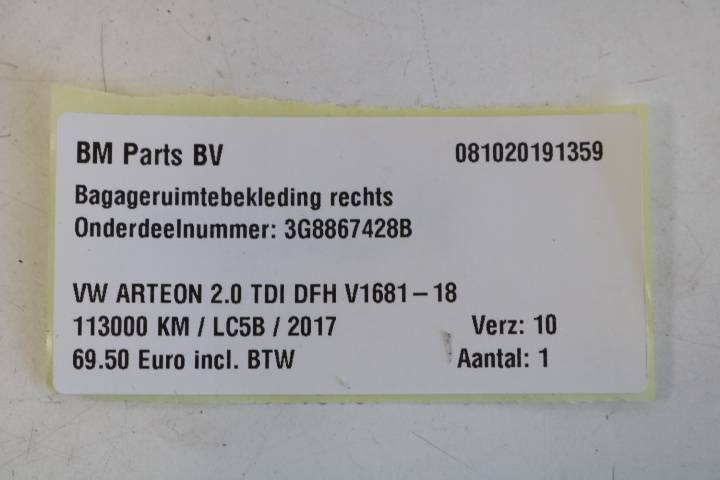 BM Parts BV 081020191359
Bagageruimtebekleding rechts
Onderdeelnummer: 3G8867428B
VW ARTEON 2.0 TDI DFH V1681-18
113000 KM / LC5B / 2017 Verz: 10
69.50 Euro incl. BTW Aantal: 1